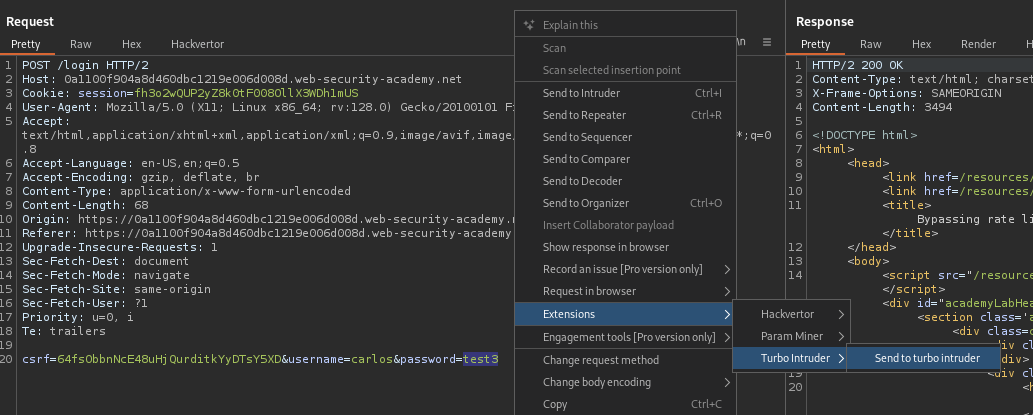 Request
Pretty Raw Hex Hackvertor
\n
1 POST /login HTTP/2
2 Host: 0a1100f904a8d460dbc1219e006d008d.web-security-academy.net
3 Cookie: session=fh3o2wQUP2yZ8k0tF008OllX3WDh1mUS
4 User-Agent: Mozilla/5.0 (X11; Linux x86_64; rv:128.0) Gecko/20100101
5 Accept:
text/html,application/xhtml+xml,application/xml;q=0.9,image/avif,image/
*;q=0
.8
6 Accept-Language: en-US,en;q=0.5
7 Accept-Encoding: gzip, deflate, br
8 Content-Type: application/x-www-form-urlencoded
9 Content-Length: 68
10 Origin: https://0a1100f904a8d460dbc1219e006d008d.web-security-academy.
11 Referer: https://0a1100f904a8d460dbc1219e006d008d.web-security-academy
12 Upgrade-Insecure-Requests: 1
13 Sec-Fetch-Dest: document
14 Sec-Fetch-Mode: navigate
15 Sec-Fetch-Site: same-origin
16 Sec-Fetch-User: ?1
17 Priority: u=0, i
18 Te: trailers
19
20 csrf=64fsObbnNcE48uHjQurditkYyDTsY5XD&username=carlos&password=test3
Explain this
Scan
Scan selected insertion point
Send to Intruder Ctrl+I
Send to Repeater Ctrl+R
Send to Sequencer
Send to Comparer
Send to Decoder
Send to Organizer Ctrl+O
Insert Collaborator payload
Show response in browser
Record an issue [Pro version only]
Request in browser
Extensions
Engagement tools [Pro version only]
Change request method
Change body encoding
Copy Ctrl+C
Hackvertor
Param Miner
Turbo Intruder
Send to turbo intruder
Response
Pretty Raw Hex Render
1 HTTP/2 200 OK
2 Content-Type: text/html; charset
3 X-Frame-Options: SAMEORIGIN
4 Content-Length: 3494
5
6 <!DOCTYPE html>
7 <html>
8 <head>
9 <link href=/resources/
10 <link href=/resources/
11 <title>
Bypassing rate li
</title>
12 </head>
13 <body>
14 <script src="/resource
</script>
<div id="academyLabHea
<section class='a
<div class=c
<div cl
div>
19 <div cl
20 <h